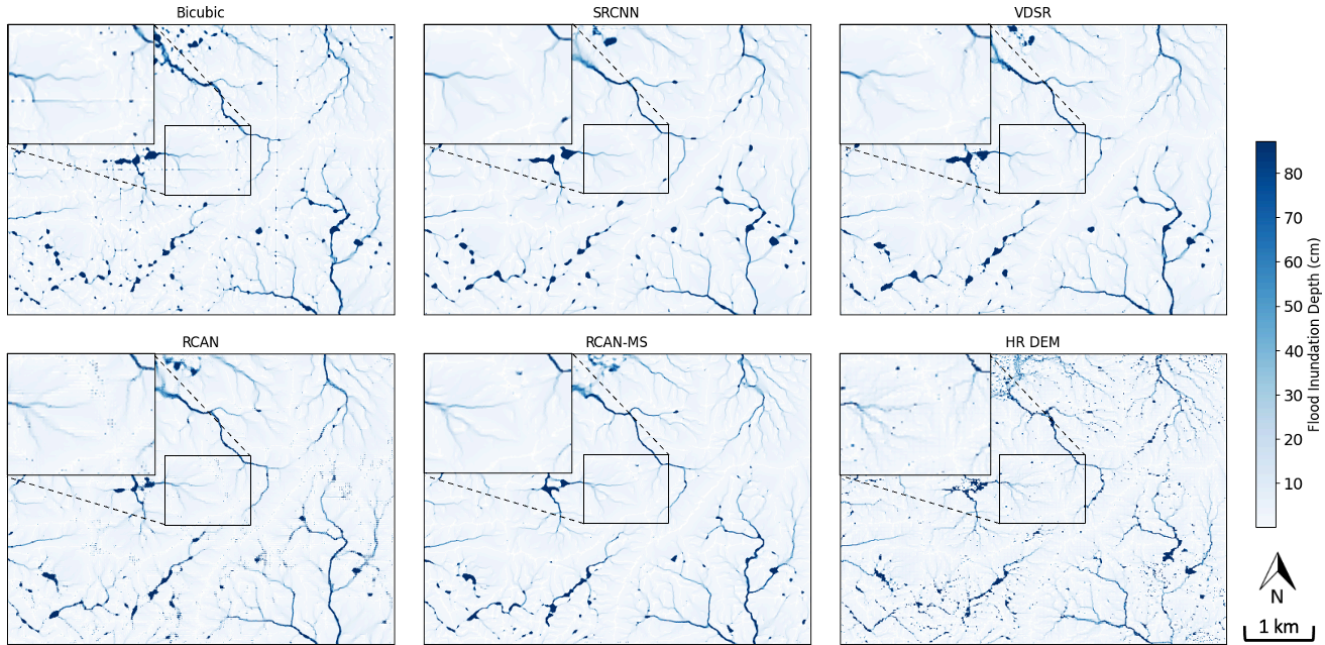 Bicubic
SRCNN
VDSR
RCAN
RCAN-MS
HR DEM
80
70
60
50
40
30
20
10
Flood Inundation Depth (cm)
N
1 km